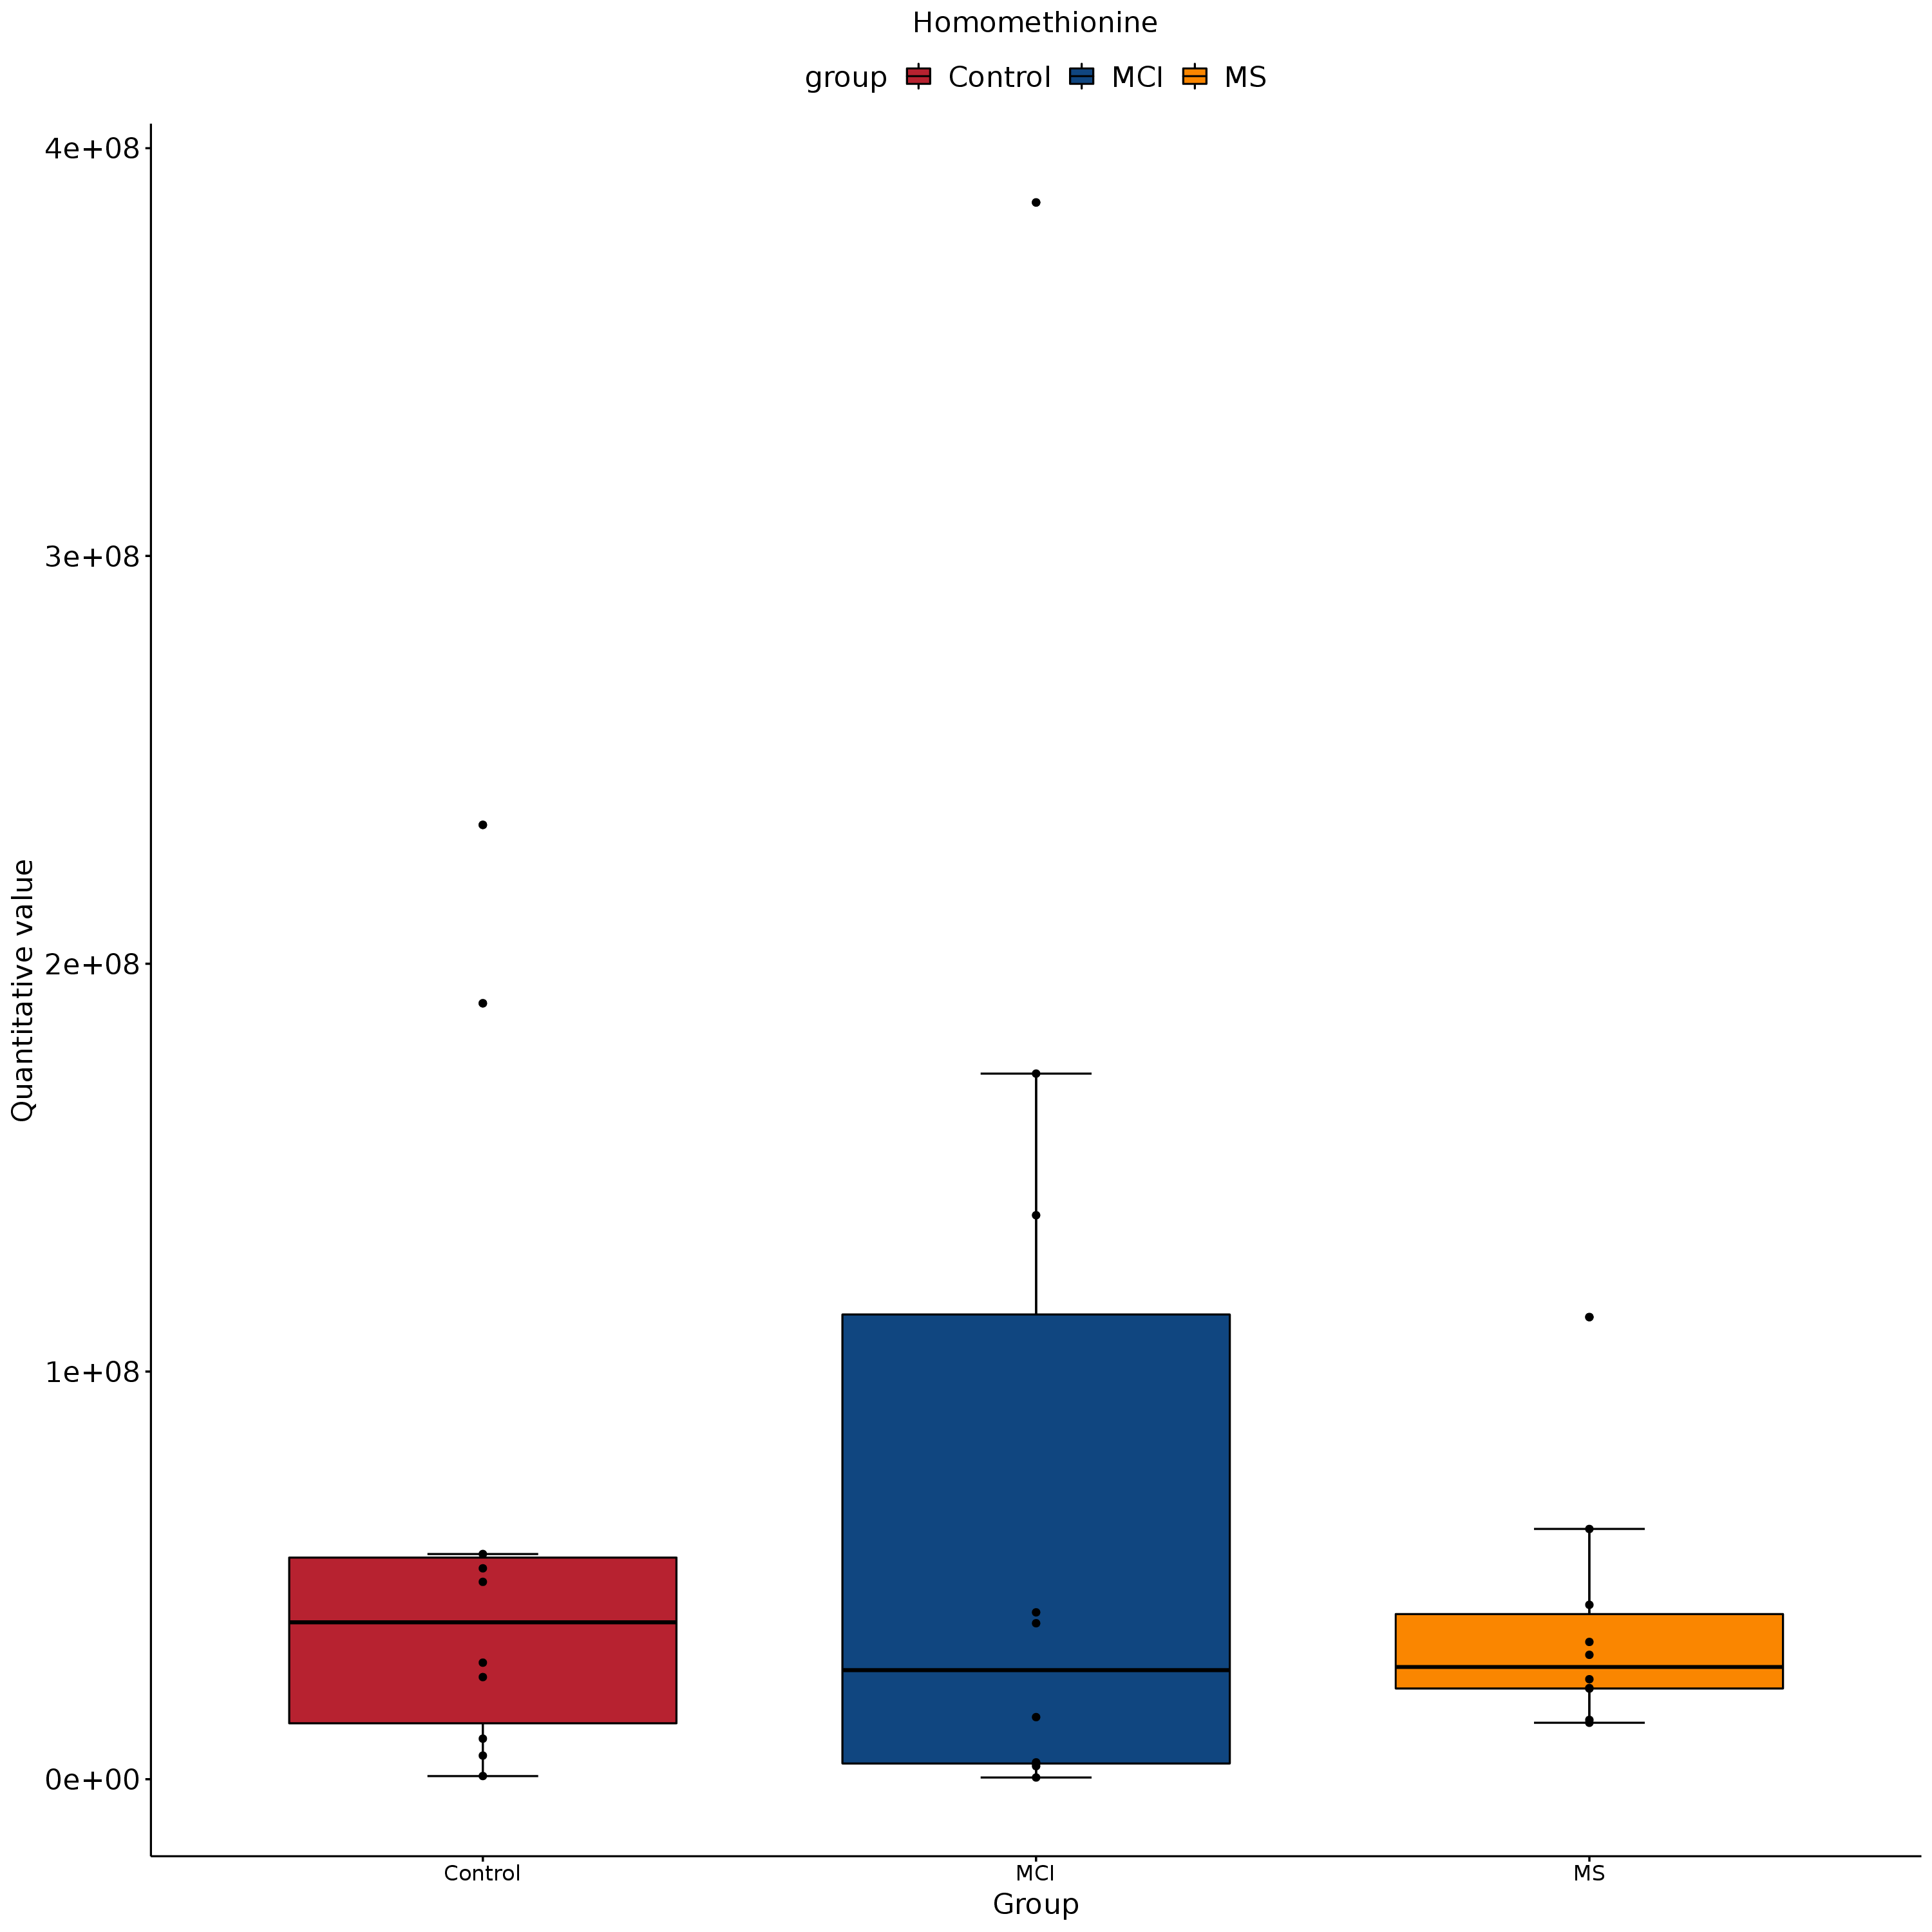 Homomethionine
group Control MCI MS
4e+08
3e+08
2e+08
1e+08
0e+00
Quantitative value
Control MCI MS
Group